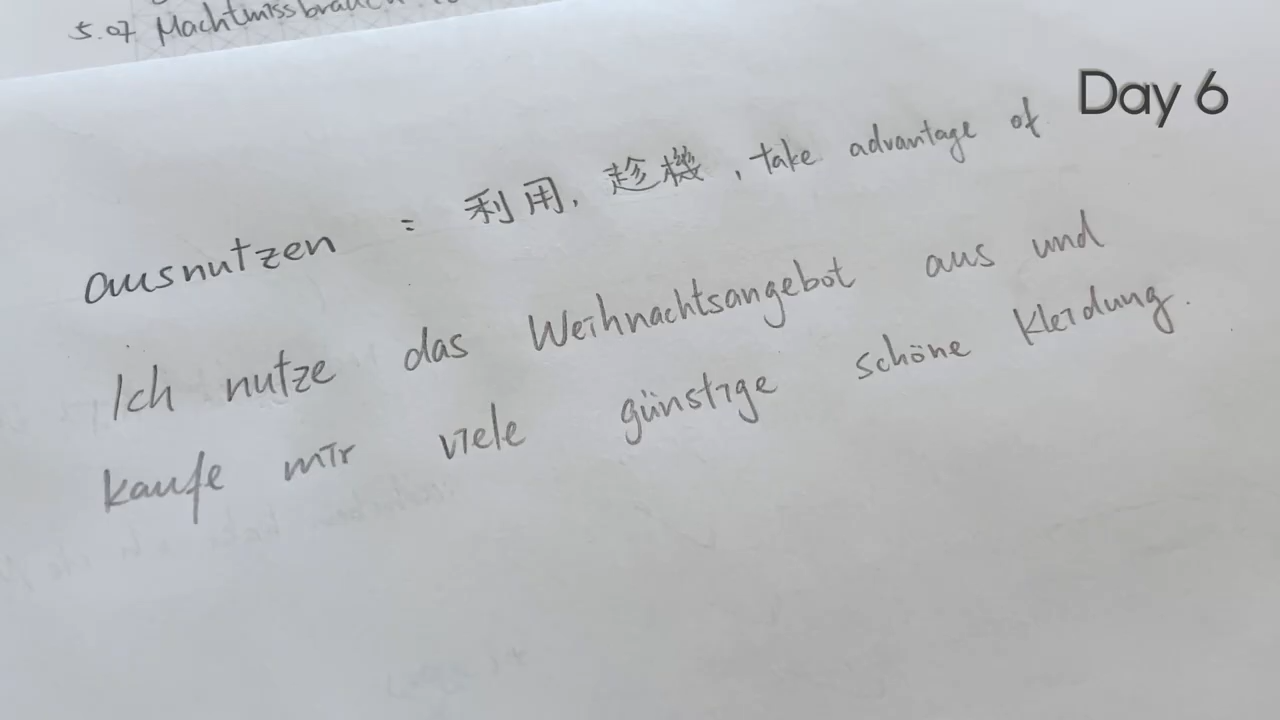 5.07 Machtmissbrauch
Day 6
ausnutzen : 利用, 趁機, take advantage of
Ich nutze das Weihnachtsangebot aus und
kaufe mir viele günstige schöne Kleidung.